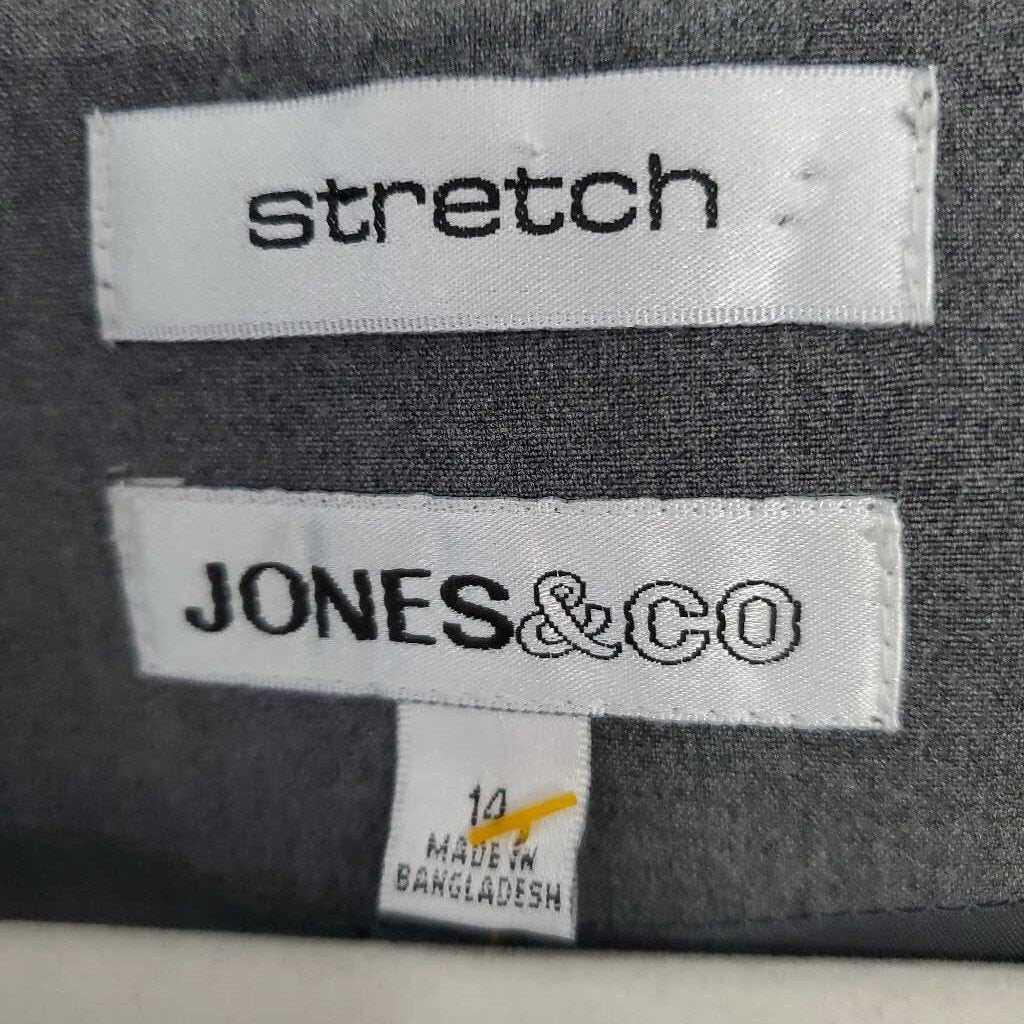 stretch
JONES&CO
14
MADE IN
BANGLADESH